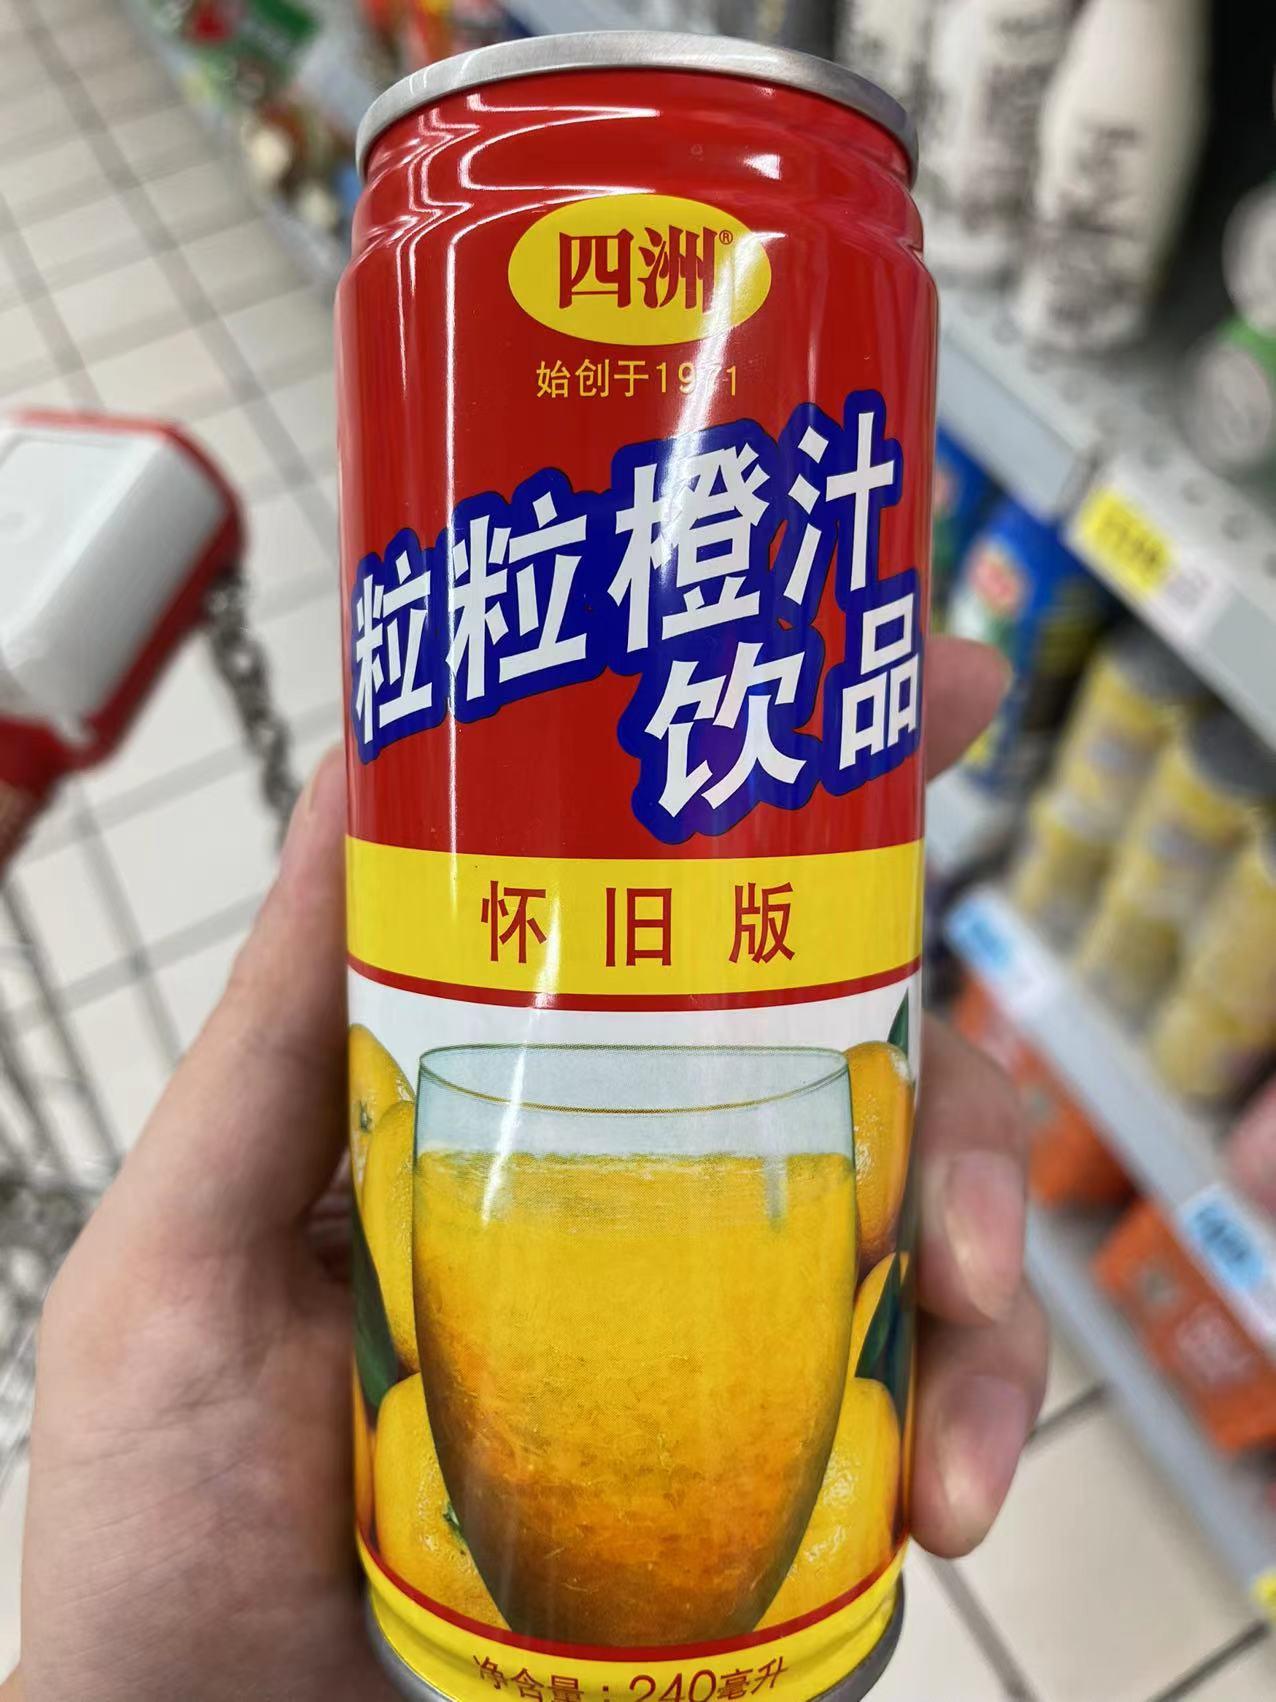 四洲®
始创于1971
粒粒橙汁
饮品
怀旧版
净含量：240毫升